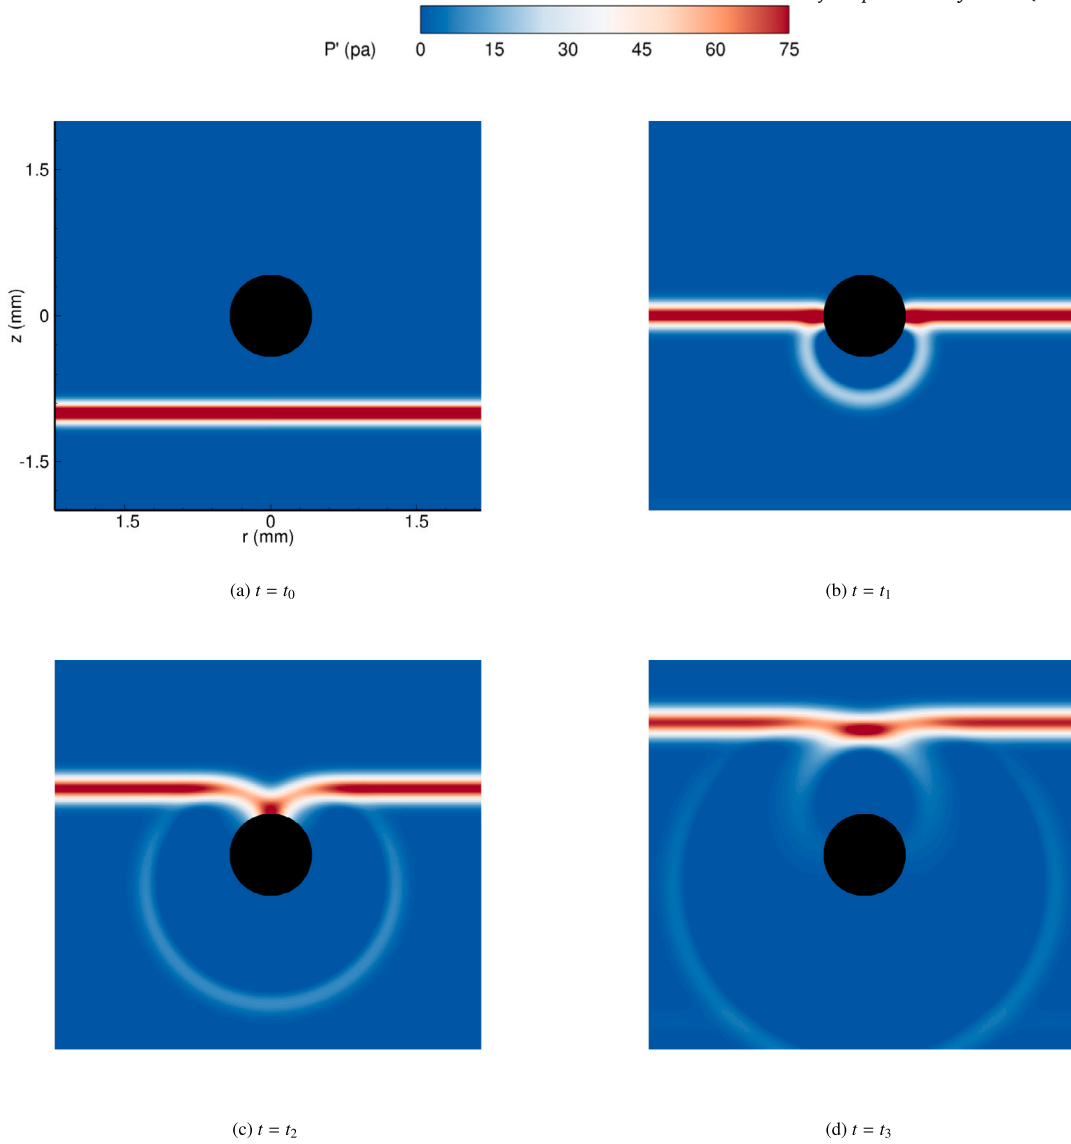 P' (pa) 0 15 30 45 60 75
1.5
0
-1.5
z (mm)
1.5 0 1.5
r (mm)
(a) t = t₀
(b) t = t₁
(c) t = t₂
(d) t = t₃